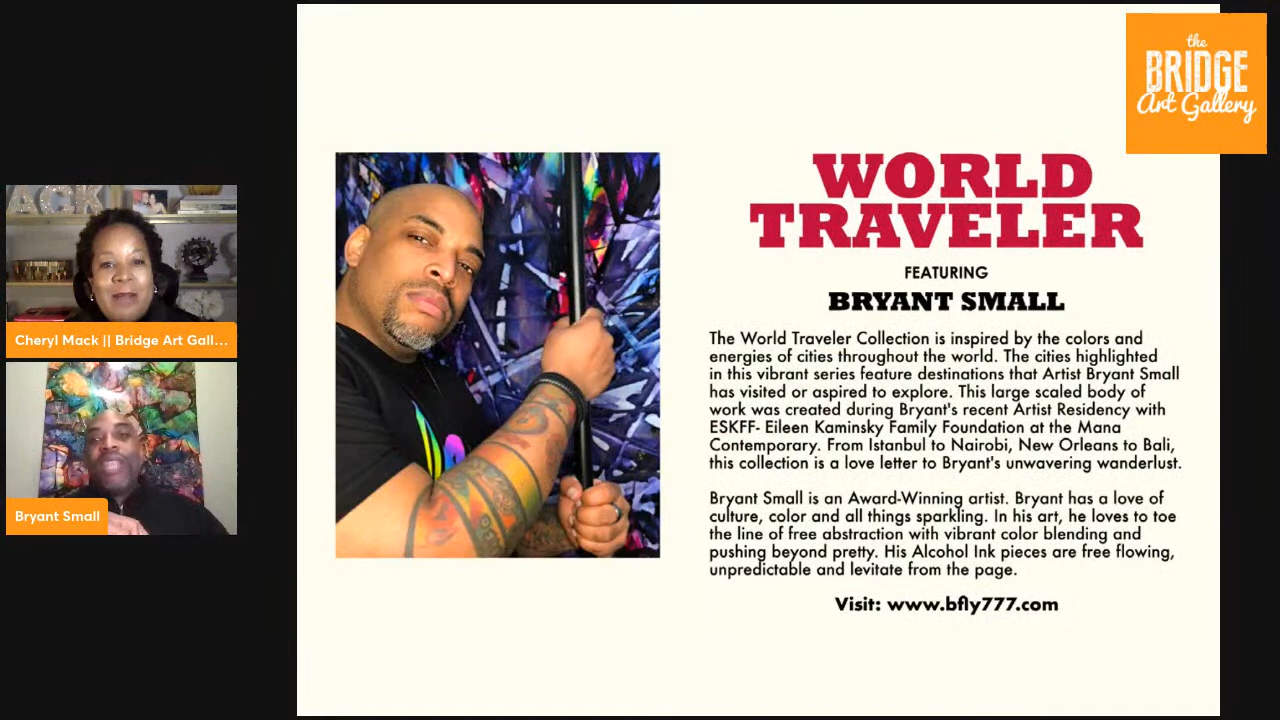 the
BRIDGE
Art Gallery
ACK
Cheryl Mack || Bridge Art Gall...
Bryant Small
WORLD
TRAVELER
FEATURING
BRYANT SMALL
The World Traveler Collection is inspired by the colors and
energies of cities throughout the world. The cities highlighted
in this vibrant series feature destinations that Artist Bryant Small
has visited or aspired to explore. This large scaled body of
work was created during Bryant's recent Artist Residency with
ESKFF- Eileen Kaminsky Family Foundation at the Mana
Contemporary. From Istanbul to Nairobi, New Orleans to Bali,
this collection is a love letter to Bryant's unwavering wanderlust.
Bryant Small is an Award-Winning artist. Bryant has a love of
culture, color and all things sparkling. In his art, he loves to toe
the line of free abstraction with vibrant color blending and
pushing beyond pretty. His Alcohol Ink pieces are free flowing,
unpredictable and levitate from the page.
Visit: www.bfly777.com